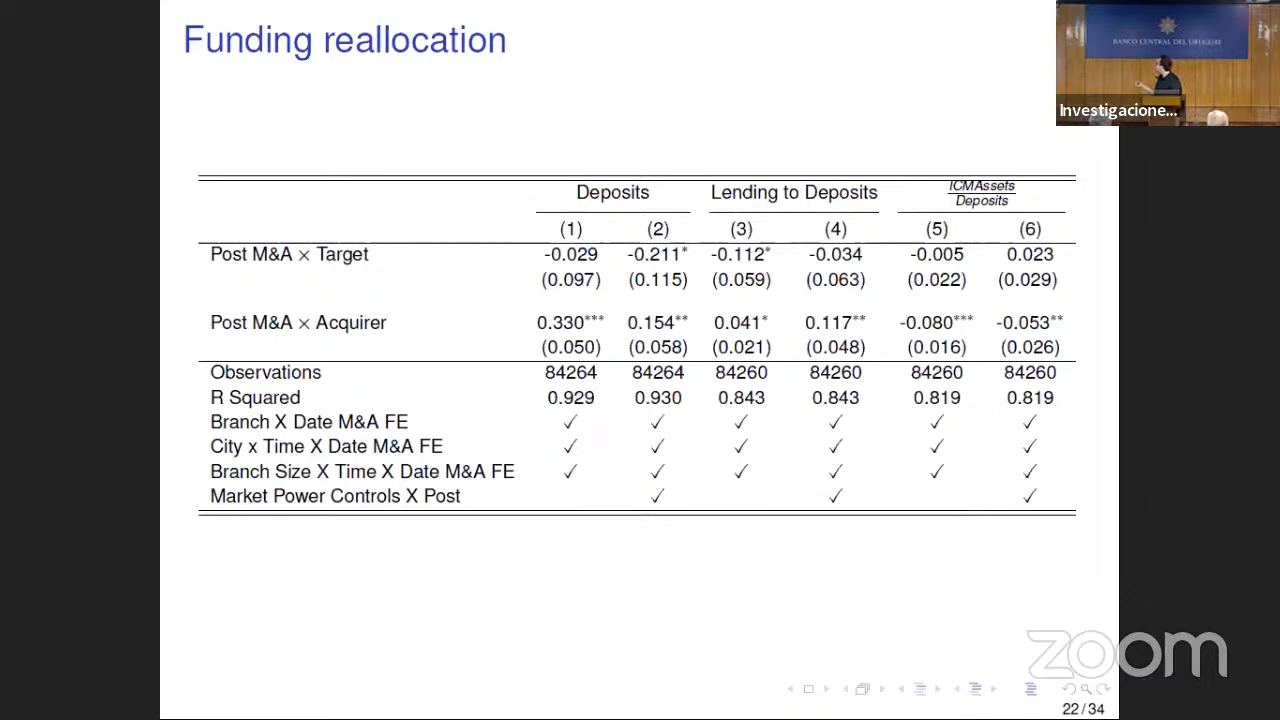 Funding reallocation
BANCO CENTRAL DEL URUGUAY
Investigacione...
Deposits Lending to Deposits ICMAssets
Deposits
(1) (2) (3) (4) (5) (6)
Post M&A × Target -0.029 -0.211* -0.112* -0.034 -0.005 0.023
(0.097) (0.115) (0.059) (0.063) (0.022) (0.029)
Post M&A × Acquirer 0.330*** 0.154** 0.041* 0.117** -0.080*** -0.053**
(0.050) (0.058) (0.021) (0.048) (0.016) (0.026)
Observations 84264 84264 84260 84260 84260 84260
R Squared 0.929 0.930 0.843 0.843 0.819 0.819
Branch X Date M&A FE ✓ ✓ ✓ ✓ ✓ ✓
City x Time X Date M&A FE ✓ ✓ ✓ ✓ ✓ ✓
Branch Size X Time X Date M&A FE ✓ ✓ ✓ ✓ ✓ ✓
Market Power Controls X Post ✓ ✓ ✓
zoom
22/34